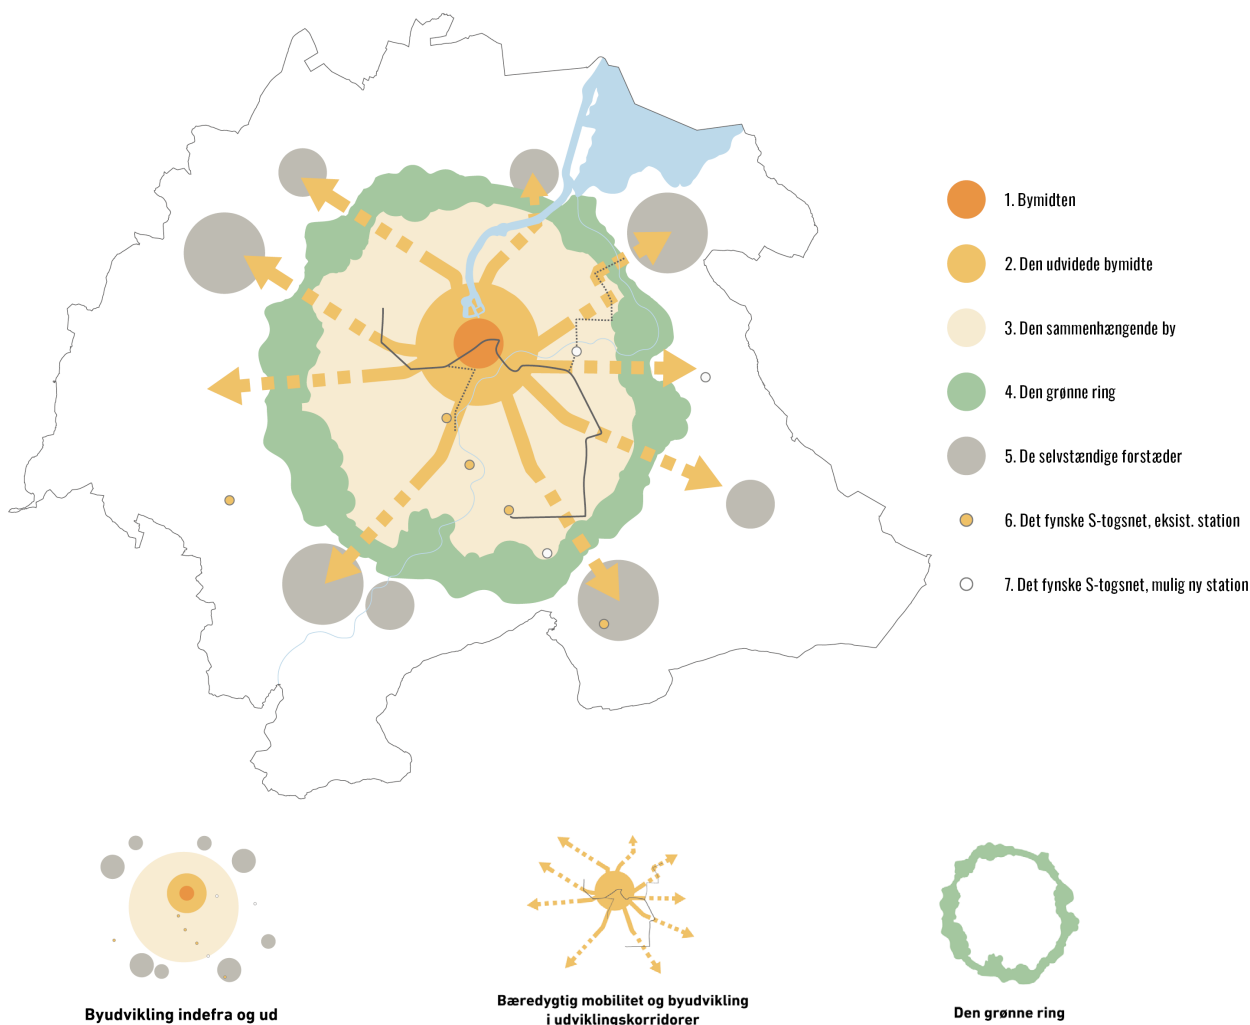 1. Bymidten
2. Den udvidede bymidte
3. Den sammenhængende by
4. Den grønne ring
5. De selvstændige forstæder
6. Det fynske S-togsnet, eksist. station
7. Det fynske S-togsnet, mulig ny station
Byudvikling indefra og ud
Bæredygtig mobilitet og byudvikling
i udviklingskorridorer
Den grønne ring